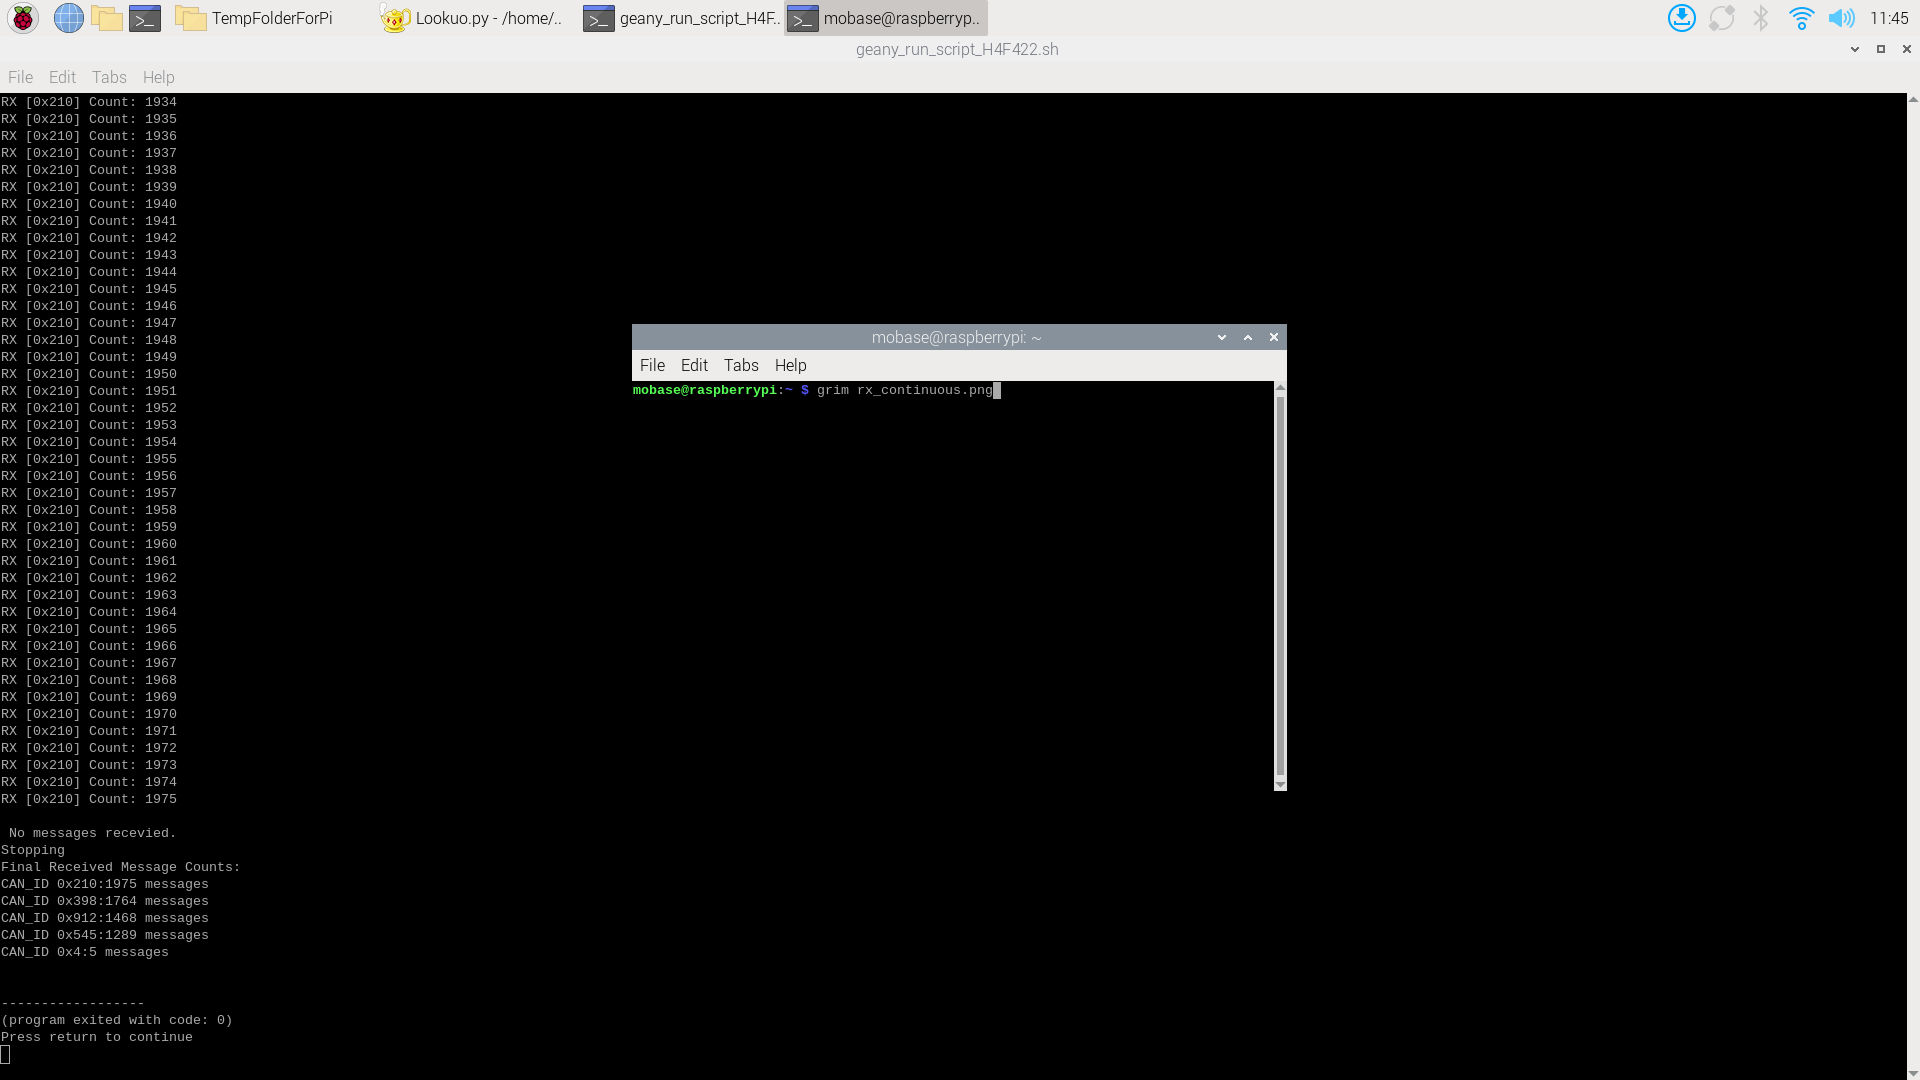 TempFolderForPi
Lookuo.py - /home/..
geany_run_script_H4F..
mobase@raspberryp..
11:45
geany_run_script_H4F422.sh
File Edit Tabs Help
RX [0x210] Count: 1934
RX [0x210] Count: 1935
RX [0x210] Count: 1936
RX [0x210] Count: 1937
RX [0x210] Count: 1938
RX [0x210] Count: 1939
RX [0x210] Count: 1940
RX [0x210] Count: 1941
RX [0x210] Count: 1942
RX [0x210] Count: 1943
RX [0x210] Count: 1944
RX [0x210] Count: 1945
RX [0x210] Count: 1946
RX [0x210] Count: 1947
RX [0x210] Count: 1948
RX [0x210] Count: 1949
RX [0x210] Count: 1950
RX [0x210] Count: 1951
RX [0x210] Count: 1952
RX [0x210] Count: 1953
RX [0x210] Count: 1954
RX [0x210] Count: 1955
RX [0x210] Count: 1956
RX [0x210] Count: 1957
RX [0x210] Count: 1958
RX [0x210] Count: 1959
RX [0x210] Count: 1960
RX [0x210] Count: 1961
RX [0x210] Count: 1962
RX [0x210] Count: 1963
RX [0x210] Count: 1964
RX [0x210] Count: 1965
RX [0x210] Count: 1966
RX [0x210] Count: 1967
RX [0x210] Count: 1968
RX [0x210] Count: 1969
RX [0x210] Count: 1970
RX [0x210] Count: 1971
RX [0x210] Count: 1972
RX [0x210] Count: 1973
RX [0x210] Count: 1974
RX [0x210] Count: 1975
No messages recevied.
Stopping
Final Received Message Counts:
CAN_ID 0x210:1975 messages
CAN_ID 0x398:1764 messages
CAN_ID 0x912:1468 messages
CAN_ID 0x545:1289 messages
CAN_ID 0x4:5 messages
------------------
(program exited with code: 0)
Press return to continue
mobase@raspberrypi: ~
File Edit Tabs Help
mobase@raspberrypi:~ $ grim rx_continuous.png